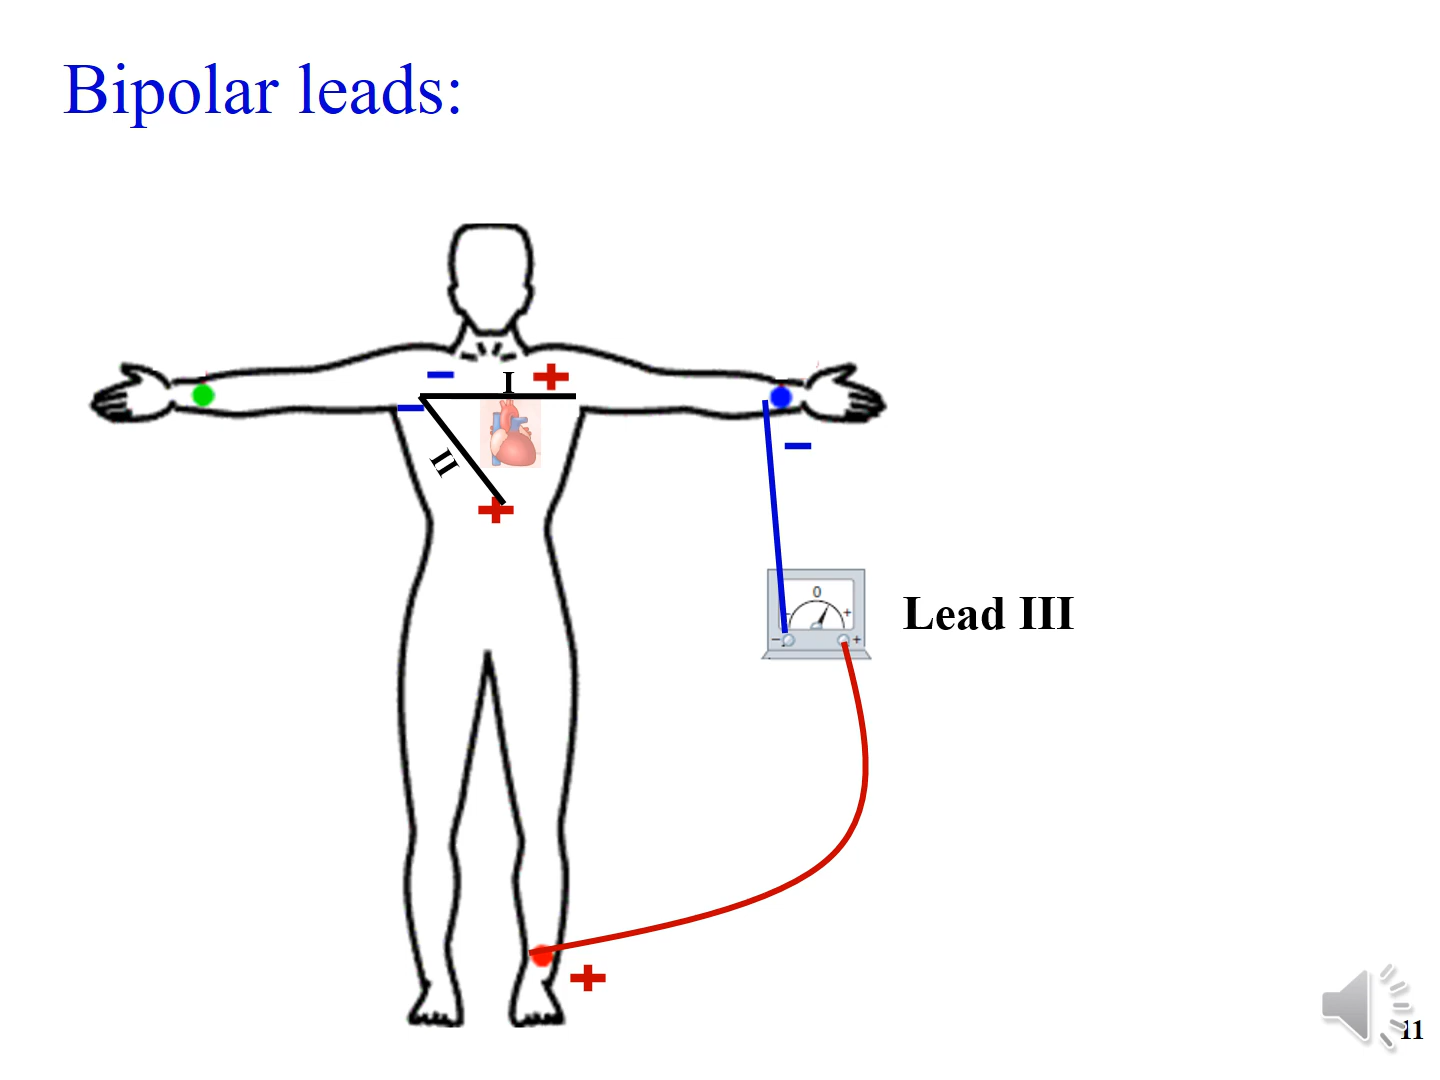 Bipolar leads:
− I +
−
II
+
−
0
− +
− +
Lead III
+
11